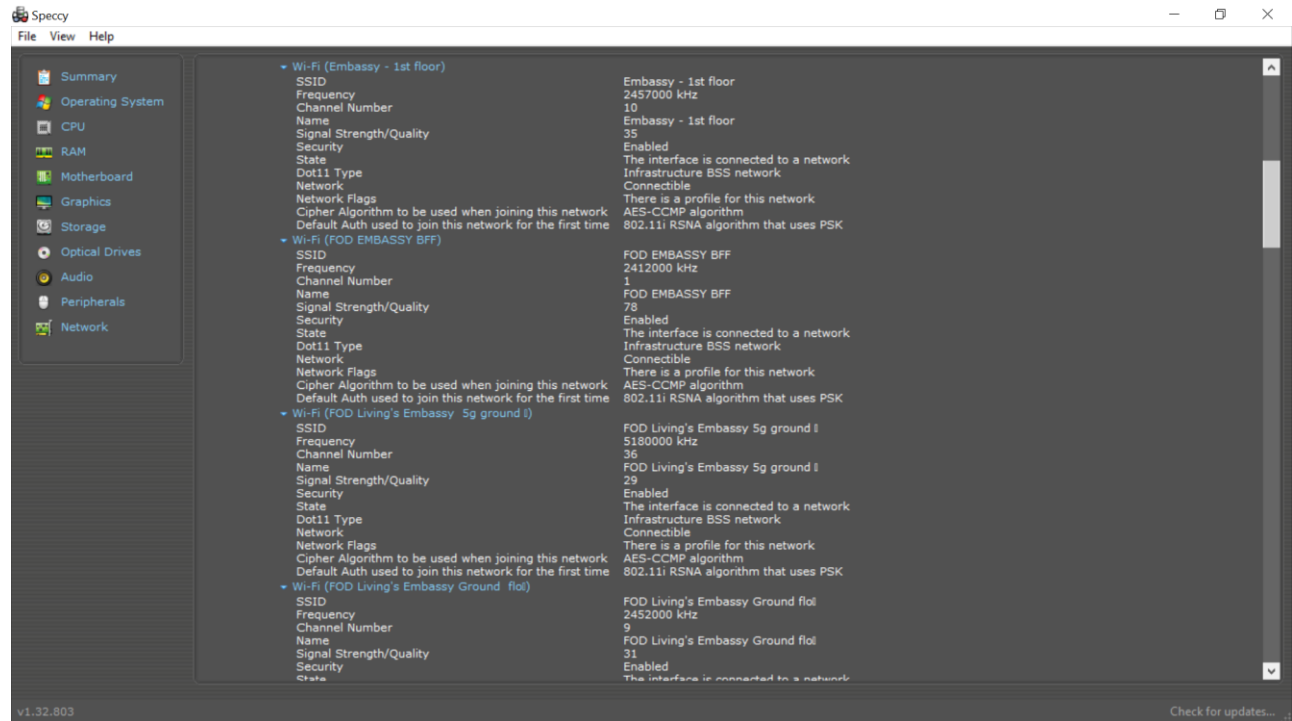 Speccy
File View Help
Summary
Operating System
CPU
RAM
Motherboard
Graphics
Storage
Optical Drives
Audio
Peripherals
Network
Wi-Fi (Embassy - 1st floor)
SSID Embassy - 1st floor
Frequency 2457000 kHz
Channel Number 10
Name Embassy - 1st floor
Signal Strength/Quality 35
Security Enabled
State The interface is connected to a network
Dot11 Type Infrastructure BSS network
Network Connectible
Network Flags There is a profile for this network
Cipher Algorithm to be used when joining this network AES-CCMP algorithm
Default Auth used to join this network for the first time 802.11i RSNA algorithm that uses PSK
Wi-Fi (FOD EMBASSY BFF)
SSID FOD EMBASSY BFF
Frequency 2412000 kHz
Channel Number 1
Name FOD EMBASSY BFF
Signal Strength/Quality 78
Security Enabled
State The interface is connected to a network
Dot11 Type Infrastructure BSS network
Network Connectible
Network Flags There is a profile for this network
Cipher Algorithm to be used when joining this network AES-CCMP algorithm
Default Auth used to join this network for the first time 802.11i RSNA algorithm that uses PSK
Wi-Fi (FOD Living's Embassy 5g ground )
SSID FOD Living's Embassy 5g ground
Frequency 5180000 kHz
Channel Number 36
Name FOD Living's Embassy 5g ground
Signal Strength/Quality 29
Security Enabled
State The interface is connected to a network
Dot11 Type Infrastructure BSS network
Network Connectible
Network Flags There is a profile for this network
Cipher Algorithm to be used when joining this network AES-CCMP algorithm
Default Auth used to join this network for the first time 802.11i RSNA algorithm that uses PSK
Wi-Fi (FOD Living's Embassy Ground flo)
SSID FOD Living's Embassy Ground flo
Frequency 2452000 kHz
Channel Number 9
Name FOD Living's Embassy Ground flo
Signal Strength/Quality 31
Security Enabled
State The interface is connected to a network
v1.32.803 Check for updates...